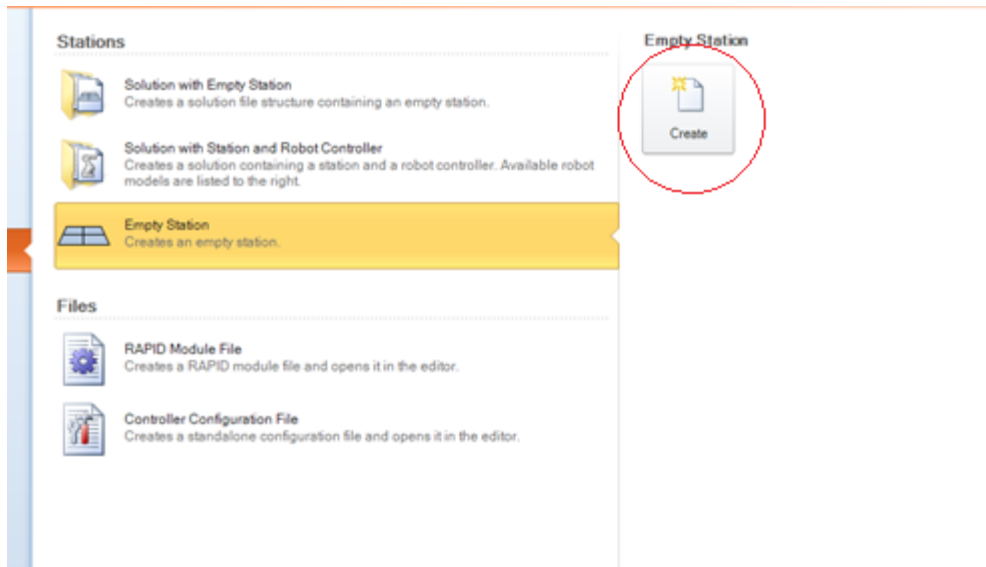 Stations
Solution with Empty Station
Creates a solution file structure containing an empty station.
Solution with Station and Robot Controller
Creates a solution containing a station and a robot controller. Available robot
models are listed to the right.
Empty Station
Creates an empty station.
Files
RAPID Module File
Creates a RAPID module file and opens it in the editor.
Controller Configuration File
Creates a standalone configuration file and opens it in the editor.
Empty Station
Create